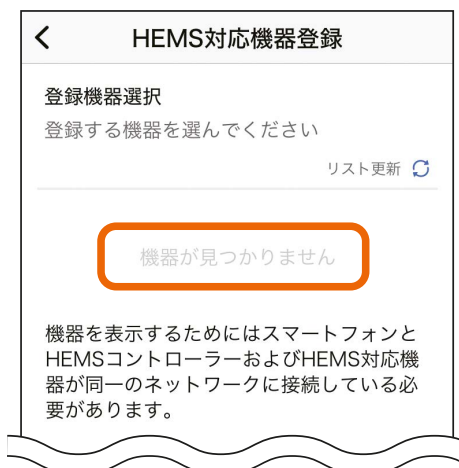 HEMS対応機器登録
登録機器選択
登録する機器を選んでください
リスト更新
機器が見つかりません
機器を表示するためにはスマートフォンと
HEMSコントローラーおよびHEMS対応機
器が同一のネットワークに接続している必
要があります。